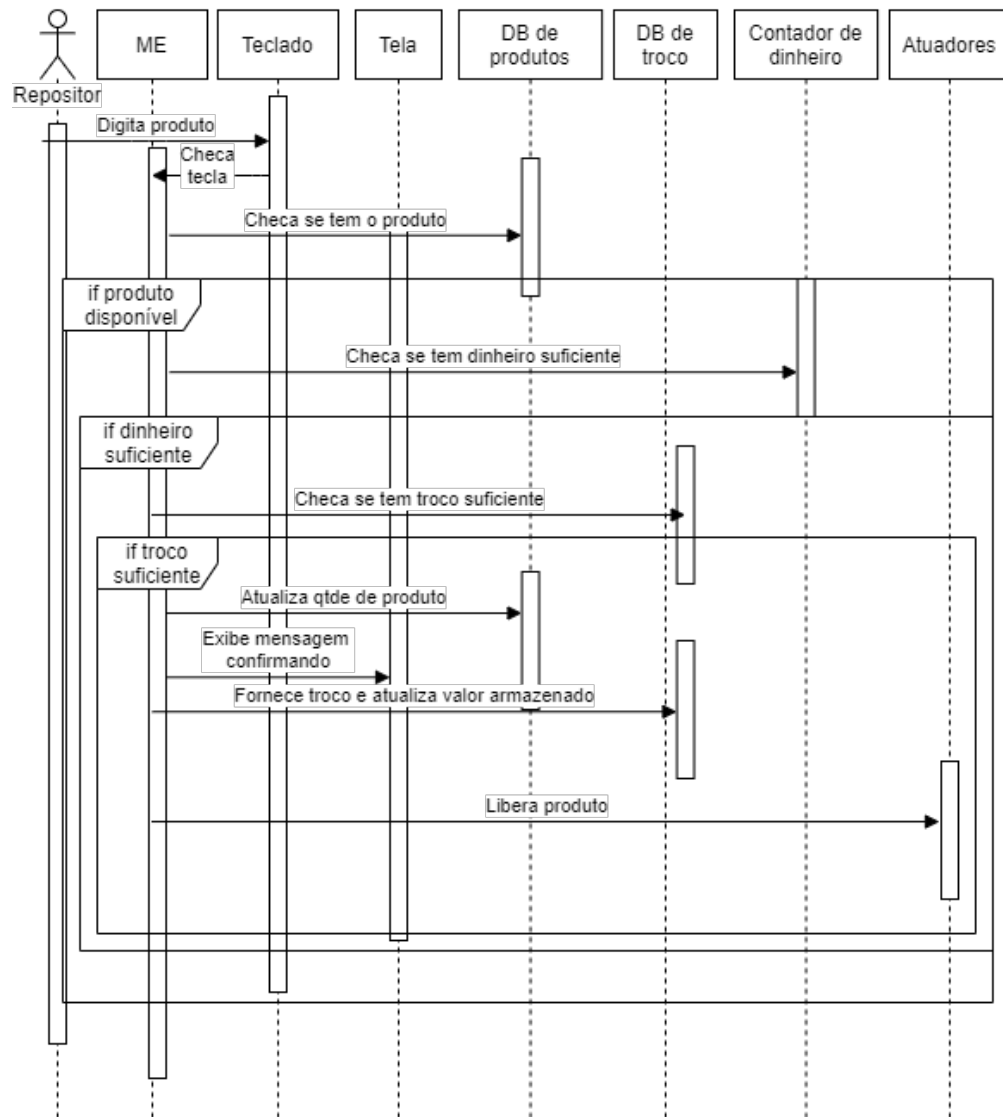 ME
Teclado
Tela
DB de
produtos
DB de
troco
Contador de
dinheiro
Atuadores
Repositor
Digita produto
Checa
tecla
Checa se tem o produto
if produto
disponível
Checa se tem dinheiro suficiente
if dinheiro
suficiente
Checa se tem troco suficiente
if troco
suficiente
Atualiza qtde de produto
Exibe mensagem
confirmando
Fornece troco e atualiza valor armazenado
Libera produto